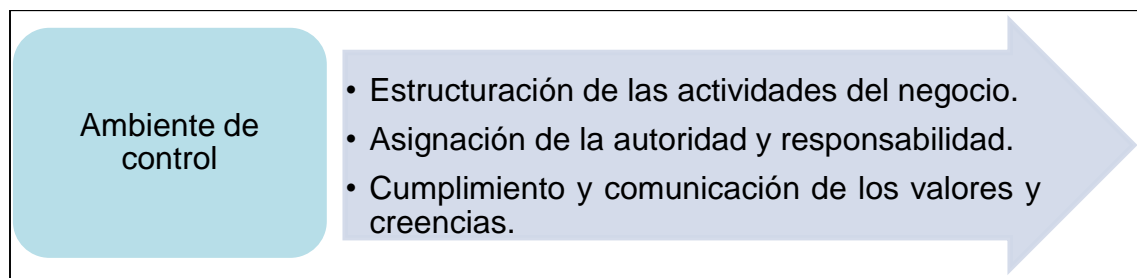 Ambiente de
control
• Estructuración de las actividades del negocio.
• Asignación de la autoridad y responsabilidad.
• Cumplimiento y comunicación de los valores y
creencias.